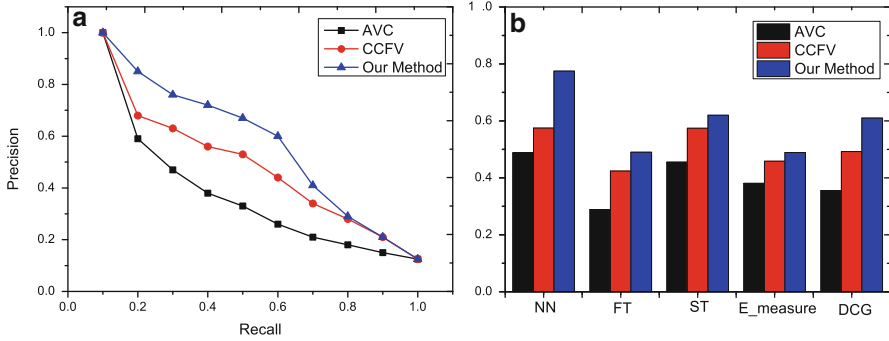 a
AVC
CCFV
Our Method
Precision
1.0
0.8
0.6
0.4
0.2
0.0
0.0
0.2
0.4
0.6
0.8
1.0
Recall
b
AVC
CCFV
Our Method
1.0
0.8
0.6
0.4
0.2
0.0
NN
FT
ST
E_measure
DCG